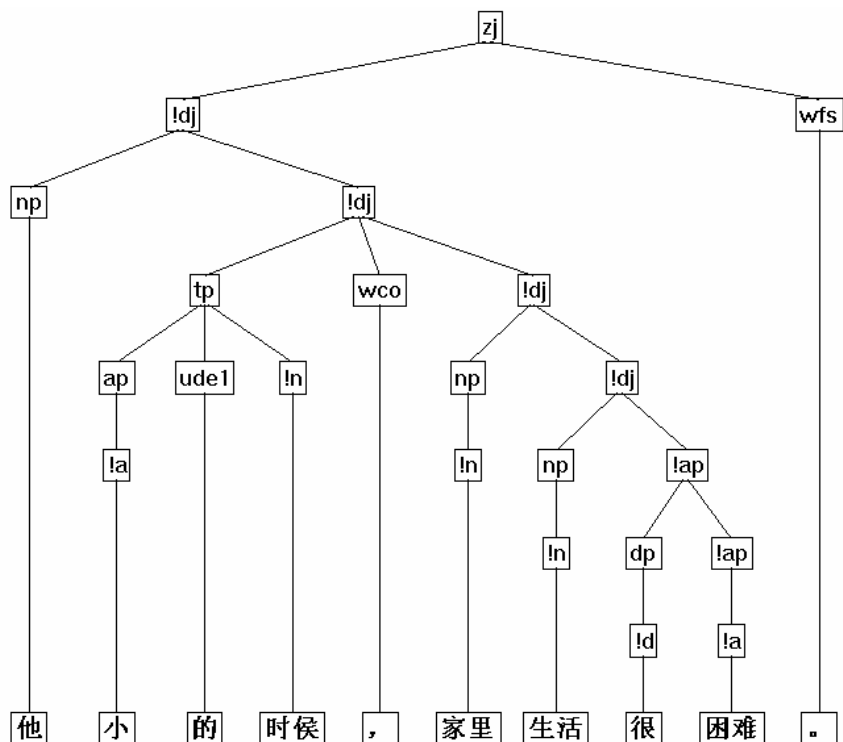 zj
!dj wfs
np !dj
tp wco !dj
ap ude1 !n np !dj
!a !n np !ap
!n dp !ap
!d !a
他 小 的 时候 , 家里 生活 很 困难 。